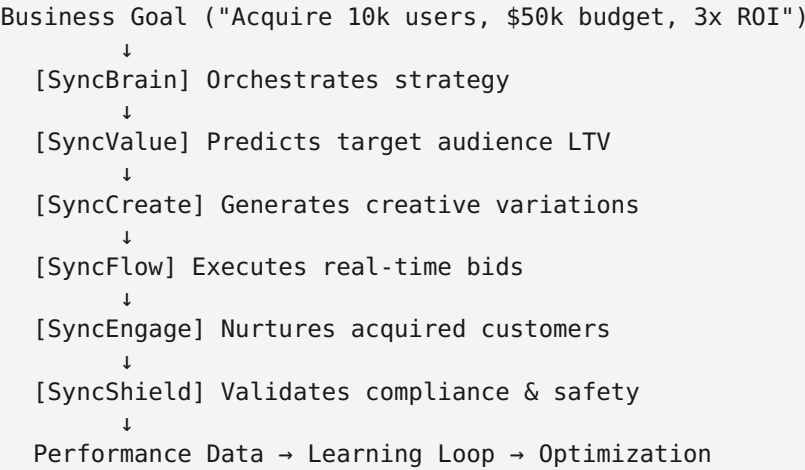 Business Goal ("Acquire 10k users, $50k budget, 3x ROI")
↓
[SyncBrain] Orchestrates strategy
↓
[SyncValue] Predicts target audience LTV
↓
[SyncCreate] Generates creative variations
↓
[SyncFlow] Executes real-time bids
↓
[SyncEngage] Nurtures acquired customers
↓
[SyncShield] Validates compliance & safety
↓
Performance Data → Learning Loop → Optimization